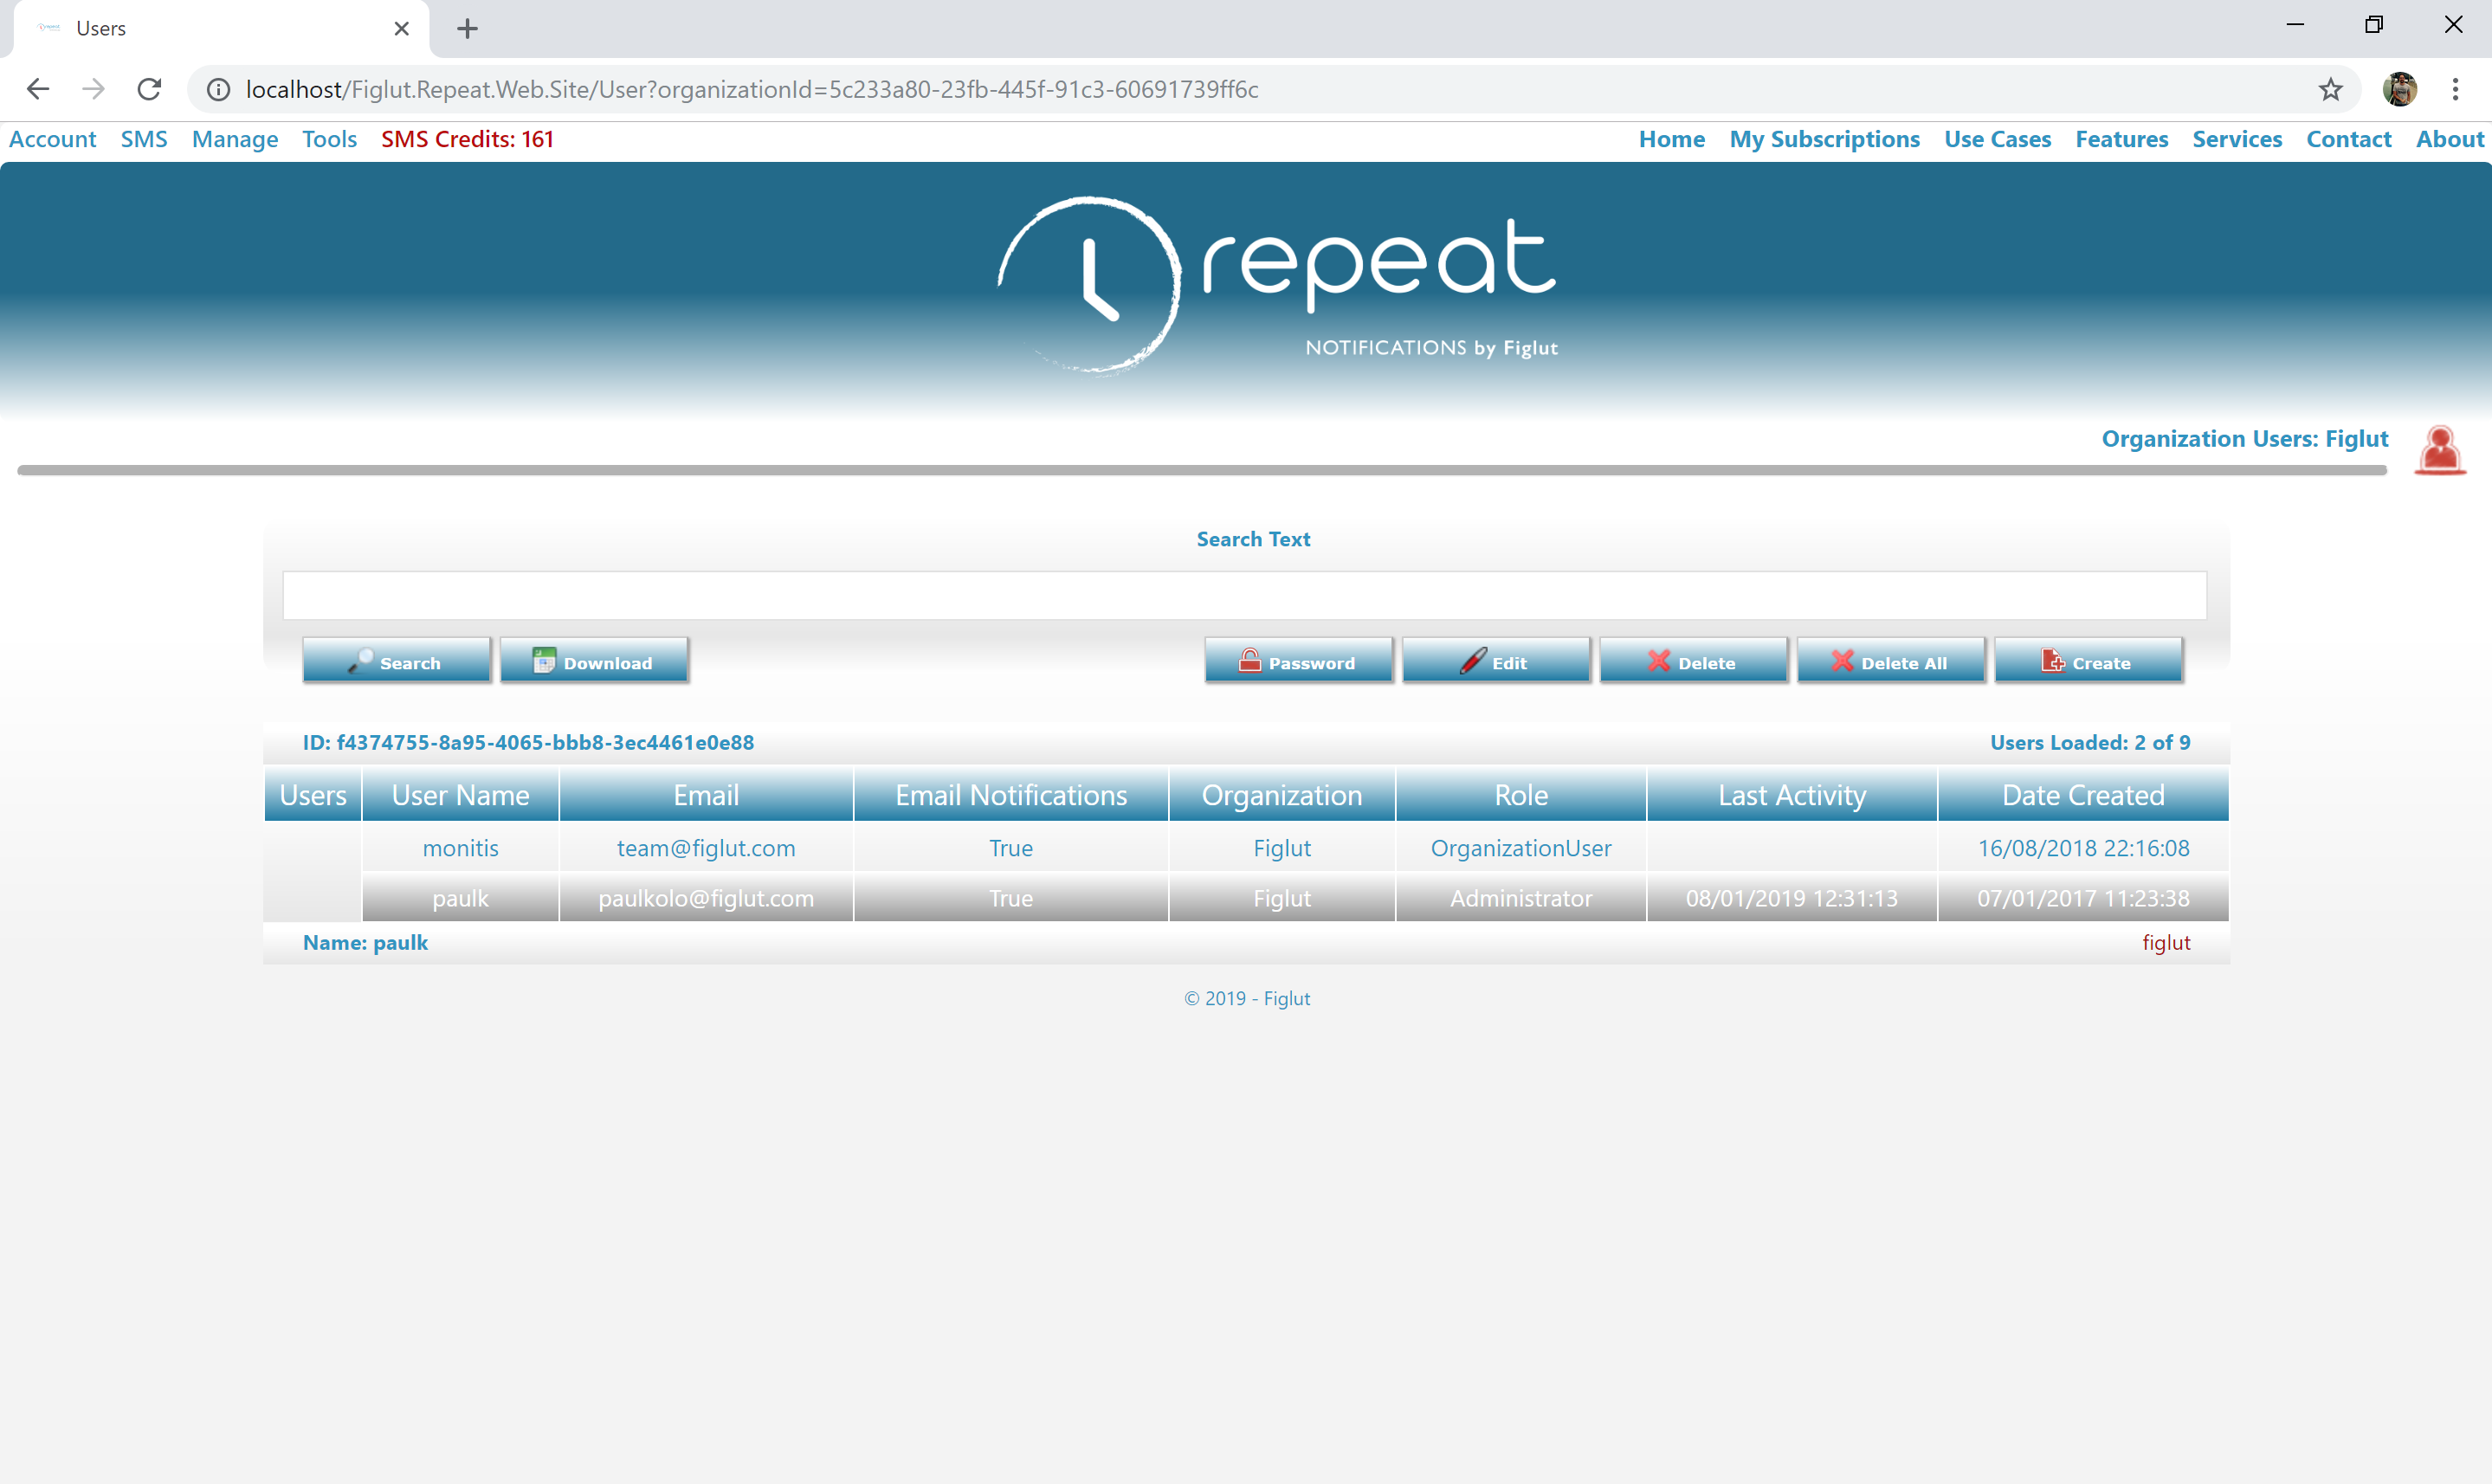 Users
localhost/Figlut.Repeat.Web.Site/User?organizationId=5c233a80-23fb-445f-91c3-60691739ff6c
Account SMS Manage Tools SMS Credits: 161 Home My Subscriptions Use Cases Features Services Contact About
repeat
NOTIFICATIONS by Figlut
Organization Users: Figlut
Search Text
Search Download Password Edit Delete Delete All Create
ID: f4374755-8a95-4065-bbb8-3ec4461e0e88 Users Loaded: 2 of 9
Users User Name Email Email Notifications Organization Role Last Activity Date Created
monitis team@figlut.com True Figlut OrganizationUser 16/08/2018 22:16:08
paulk paulkolo@figlut.com True Figlut Administrator 08/01/2019 12:31:13 07/01/2017 11:23:38
Name: paulk figlut
© 2019 - Figlut